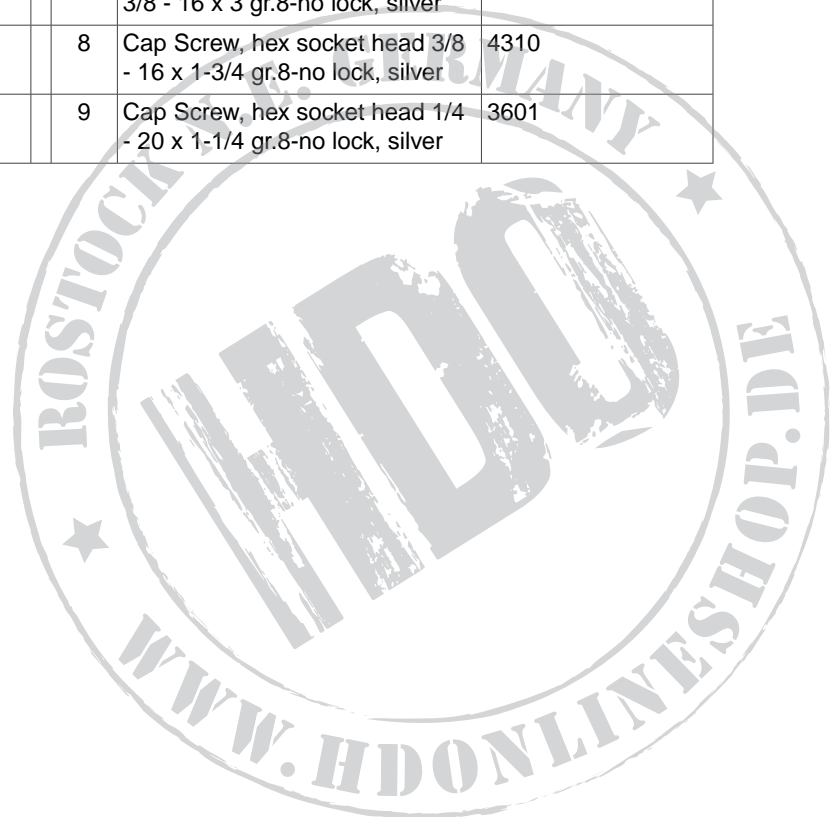 3/8 - 16 x 3 gr.8-no lock, silver
8 Cap Screw, hex socket head 3/8 4310
- 16 x 1-3/4 gr.8-no lock, silver
9 Cap Screw, hex socket head 1/4 3601
- 20 x 1-1/4 gr.8-no lock, silver
ROSTOCK N.E. GERMANY
HDO
WWW.HDONLINESHOP.DE